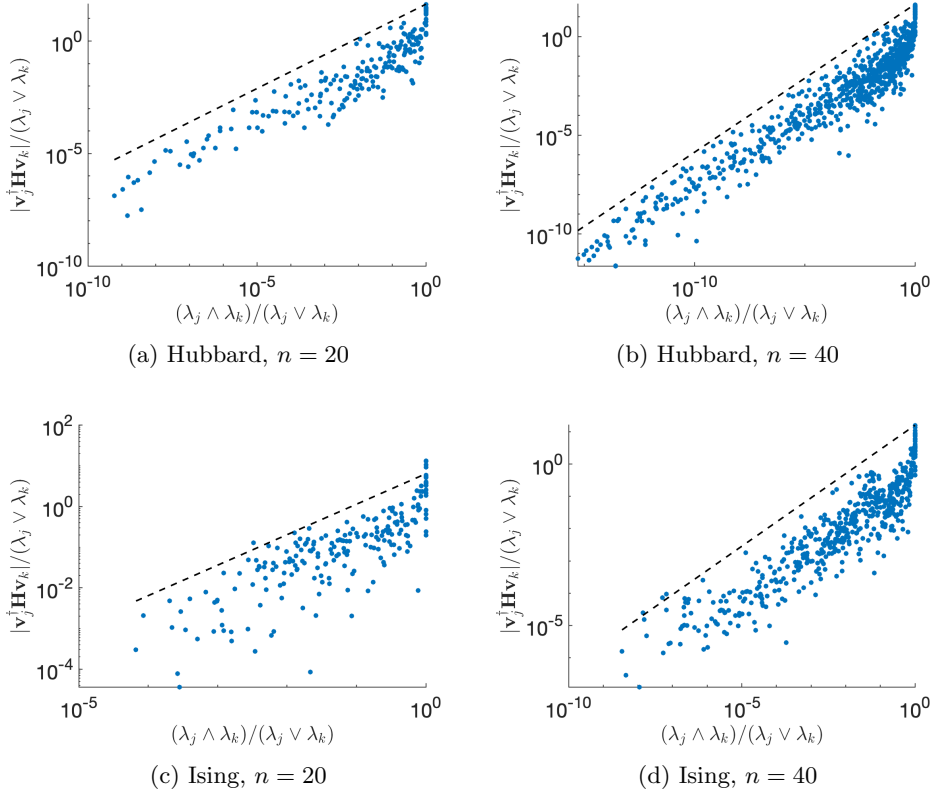 10^0
10^-5
10^-10
|v_j^† H v_k|/(λ_j ∨ λ_k)
10^-10
10^-5
10^0
(λ_j ∧ λ_k)/(λ_j ∨ λ_k)
(a) Hubbard, n = 20
10^0
10^-5
10^-10
|v_j^† H v_k|/(λ_j ∨ λ_k)
10^-10
10^0
(λ_j ∧ λ_k)/(λ_j ∨ λ_k)
(b) Hubbard, n = 40
10^2
10^0
10^-2
10^-4
|v_j^† H v_k|/(λ_j ∨ λ_k)
10^-5
10^0
(λ_j ∧ λ_k)/(λ_j ∨ λ_k)
(c) Ising, n = 20
10^0
10^-5
|v_j^† H v_k|/(λ_j ∨ λ_k)
10^-10
10^-5
10^0
(λ_j ∧ λ_k)/(λ_j ∨ λ_k)
(d) Ising, n = 40